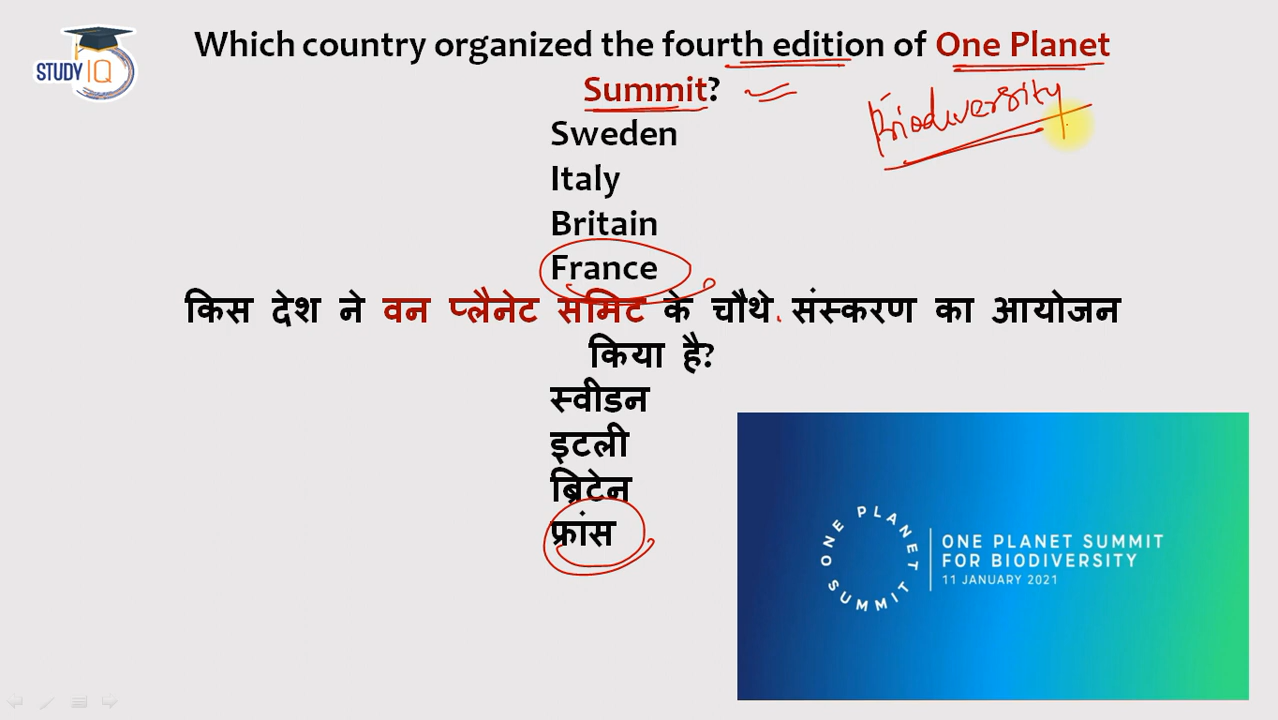 STUDY IQ
Which country organized the fourth edition of One Planet
Summit?
Biodiversity
Sweden
Italy
Britain
France
किस देश ने वन प्लैनेट समिट के चौथे संस्करण का आयोजन
किया है?
स्वीडन
इटली
ब्रिटेन
फ्रांस
ONE PLANET SUMMIT
ONE PLANET SUMMIT
FOR BIODIVERSITY
11 JANUARY 2021